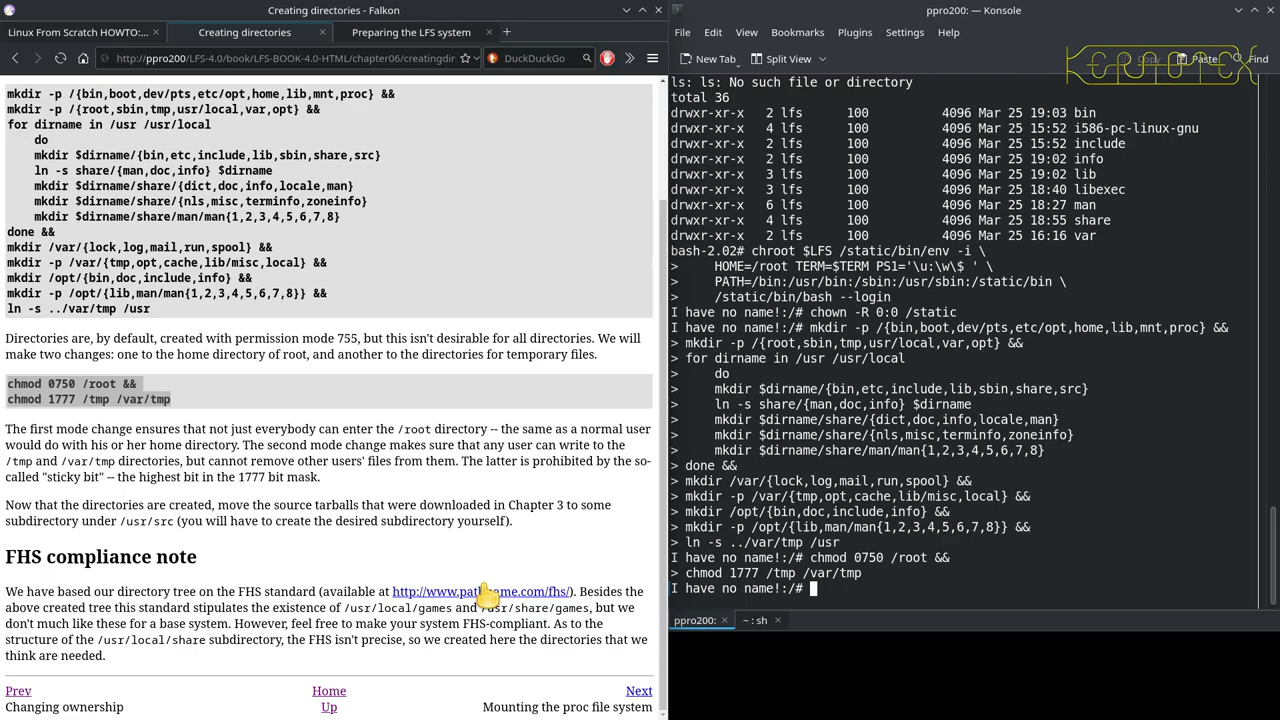 Creating directories - Falkon
Linux From Scratch HOWTO:...
Creating directories
Preparing the LFS system
http://ppro200/LFS-4.0/book/LFS-BOOK-4.0-HTML/chapter06/creatingdir
DuckDuckGo
mkdir -p /{bin,boot,dev/pts,etc/opt,home,lib,mnt,proc} &&
mkdir -p /{root,sbin,tmp,usr/local,var,opt} &&
for dirname in /usr /usr/local
do
mkdir $dirname/{bin,etc,include,lib,sbin,share,src}
ln -s share/{man,doc,info} $dirname
mkdir $dirname/share/{dict,doc,info,locale,man}
mkdir $dirname/share/{nls,misc,terminfo,zoneinfo}
mkdir $dirname/share/man/man{1,2,3,4,5,6,7,8}
done &&
mkdir /var/{lock,log,mail,run,spool} &&
mkdir -p /var/{tmp,opt,cache,lib/misc,local} &&
mkdir /opt/{bin,doc,include,info} &&
mkdir -p /opt/{lib,man/man{1,2,3,4,5,6,7,8}} &&
ln -s ../var/tmp /usr
Directories are, by default, created with permission mode 755, but this isn't desirable for all directories. We will
make two changes: one to the home directory of root, and another to the directories for temporary files.
chmod 0750 /root &&
chmod 1777 /tmp /var/tmp
The first mode change ensures that not just everybody can enter the /root directory -- the same as a normal user
would do with his or her home directory. The second mode change makes sure that any user can write to the
/tmp and /var/tmp directories, but cannot remove other users' files from them. The latter is prohibited by the so-
called "sticky bit" -- the highest bit in the 1777 bit mask.
Now that the directories are created, move the source tarballs that were downloaded in Chapter 3 to some
subdirectory under /usr/src (you will have to create the desired subdirectory yourself).
FHS compliance note
We have based our directory tree on the FHS standard (available at http://www.pathname.com/fhs/). Besides the
above created tree this standard stipulates the existence of /usr/local/games and /usr/share/games, but we
don't much like these for a base system. However, feel free to make your system FHS-compliant. As to the
structure of the /usr/local/share subdirectory, the FHS isn't precise, so we created here the directories that we
think are needed.
Prev Home Next
Changing ownership Up Mounting the proc file system
ppro200: — Konsole
File Edit View Bookmarks Plugins Settings Help
New Tab Split View Copy Paste Find
ls: ls: No such file or directory
total 36
drwxr-xr-x 2 lfs 100 4096 Mar 25 19:03 bin
drwxr-xr-x 4 lfs 100 4096 Mar 25 15:52 i586-pc-linux-gnu
drwxr-xr-x 2 lfs 100 4096 Mar 25 15:52 include
drwxr-xr-x 2 lfs 100 4096 Mar 25 19:02 info
drwxr-xr-x 3 lfs 100 4096 Mar 25 19:02 lib
drwxr-xr-x 3 lfs 100 4096 Mar 25 18:40 libexec
drwxr-xr-x 6 lfs 100 4096 Mar 25 18:27 man
drwxr-xr-x 4 lfs 100 4096 Mar 25 18:55 share
drwxr-xr-x 2 lfs 100 4096 Mar 25 16:16 var
bash-2.02# chroot $LFS /static/bin/env -i \
> HOME=/root TERM=$TERM PS1='\u:\w\$ ' \
> PATH=/bin:/usr/bin:/sbin:/usr/sbin:/static/bin \
> /static/bin/bash --login
I have no name!:/# chown -R 0:0 /static
I have no name!:/# mkdir -p /{bin,boot,dev/pts,etc/opt,home,lib,mnt,proc} &&
> mkdir -p /{root,sbin,tmp,usr/local,var,opt} &&
> for dirname in /usr /usr/local
> do
> mkdir $dirname/{bin,etc,include,lib,sbin,share,src}
> ln -s share/{man,doc,info} $dirname
> mkdir $dirname/share/{dict,doc,info,locale,man}
> mkdir $dirname/share/{nls,misc,terminfo,zoneinfo}
> mkdir $dirname/share/man/man{1,2,3,4,5,6,7,8}
> done &&
> mkdir /var/{lock,log,mail,run,spool} &&
> mkdir -p /var/{tmp,opt,cache,lib/misc,local} &&
> mkdir /opt/{bin,doc,include,info} &&
> mkdir -p /opt/{lib,man/man{1,2,3,4,5,6,7,8}} &&
> ln -s ../var/tmp /usr
I have no name!:/# chmod 0750 /root &&
> chmod 1777 /tmp /var/tmp
I have no name!:/#
ppro200:
~ : sh